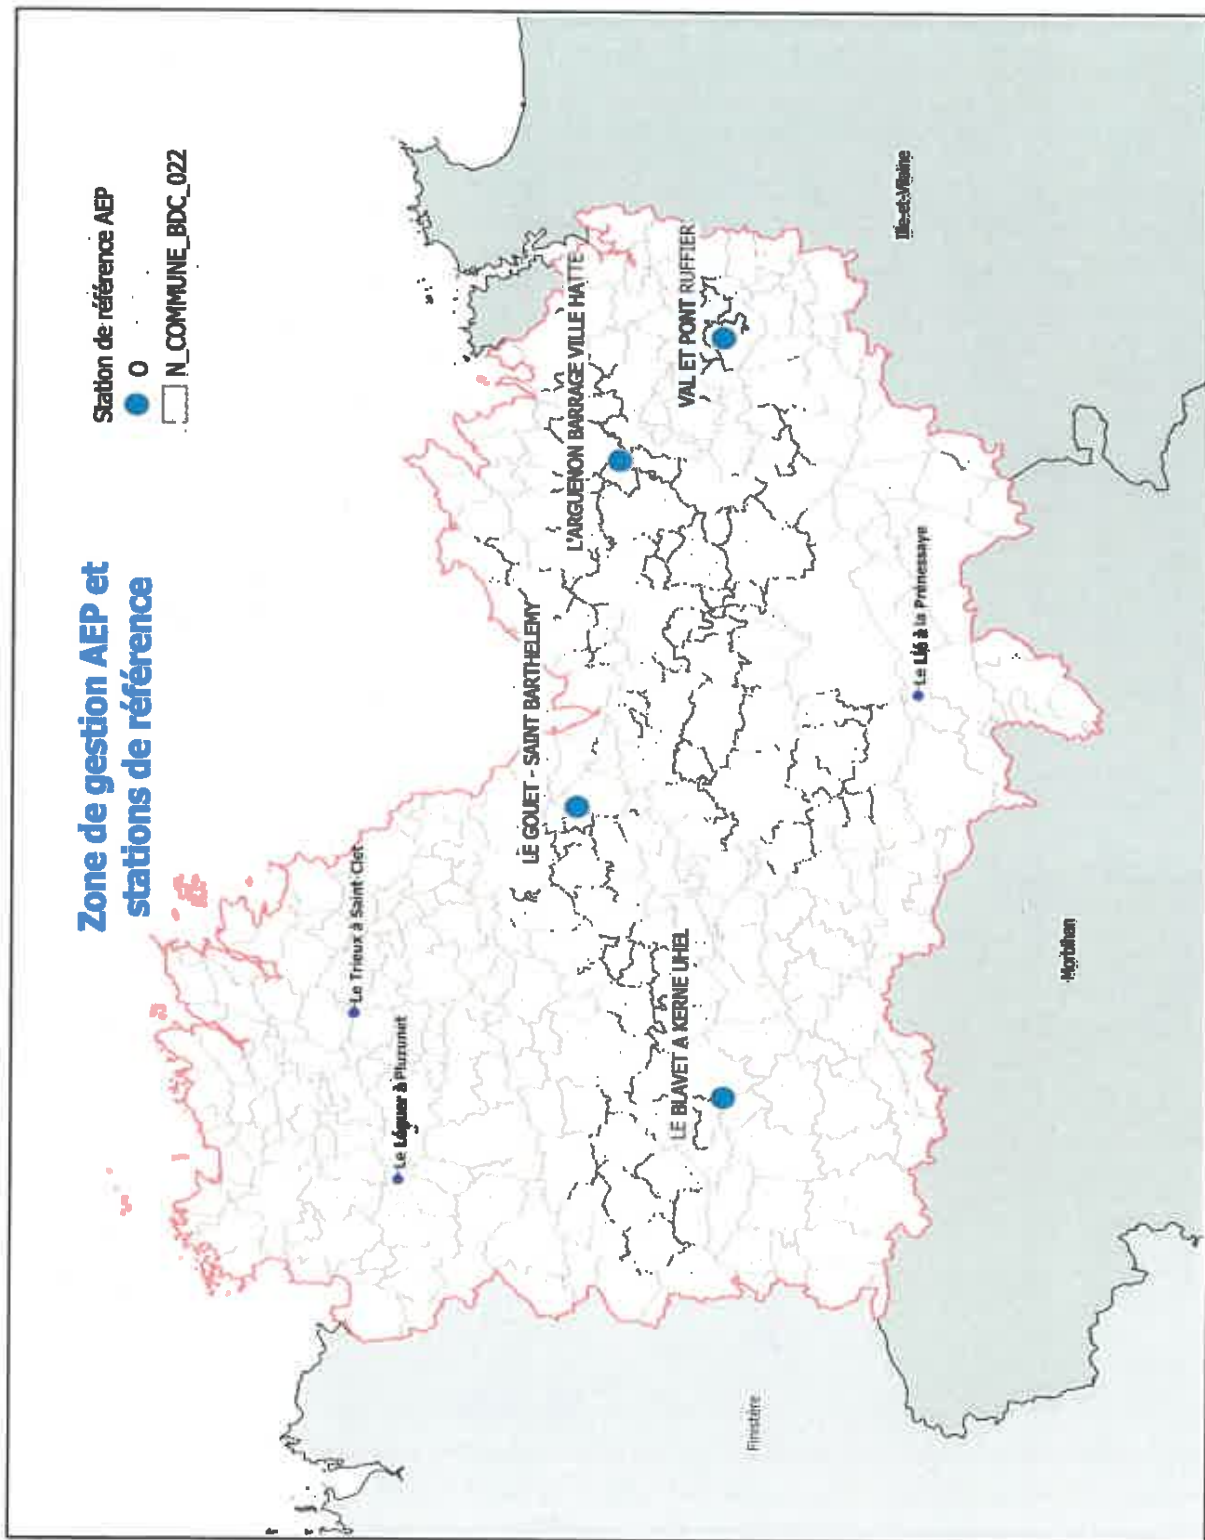 Zone de gestion AEP et
stations de référence
Station de référence AEP
0
N_COMMUNE_BDC_022
Le Trieux à Saint-Clet
Le Léguer à Pluzunet
LE GOUET - SAINT BARTHELEMY
L'ARGUENON BARRAGE VILLE HATTE
VAL ET PONT RUFFIER
LE BLAVET A KERNE UHEL
Le Lié à la Prénessaye
Finistère
Morbihan
Ille-et-Vilaine